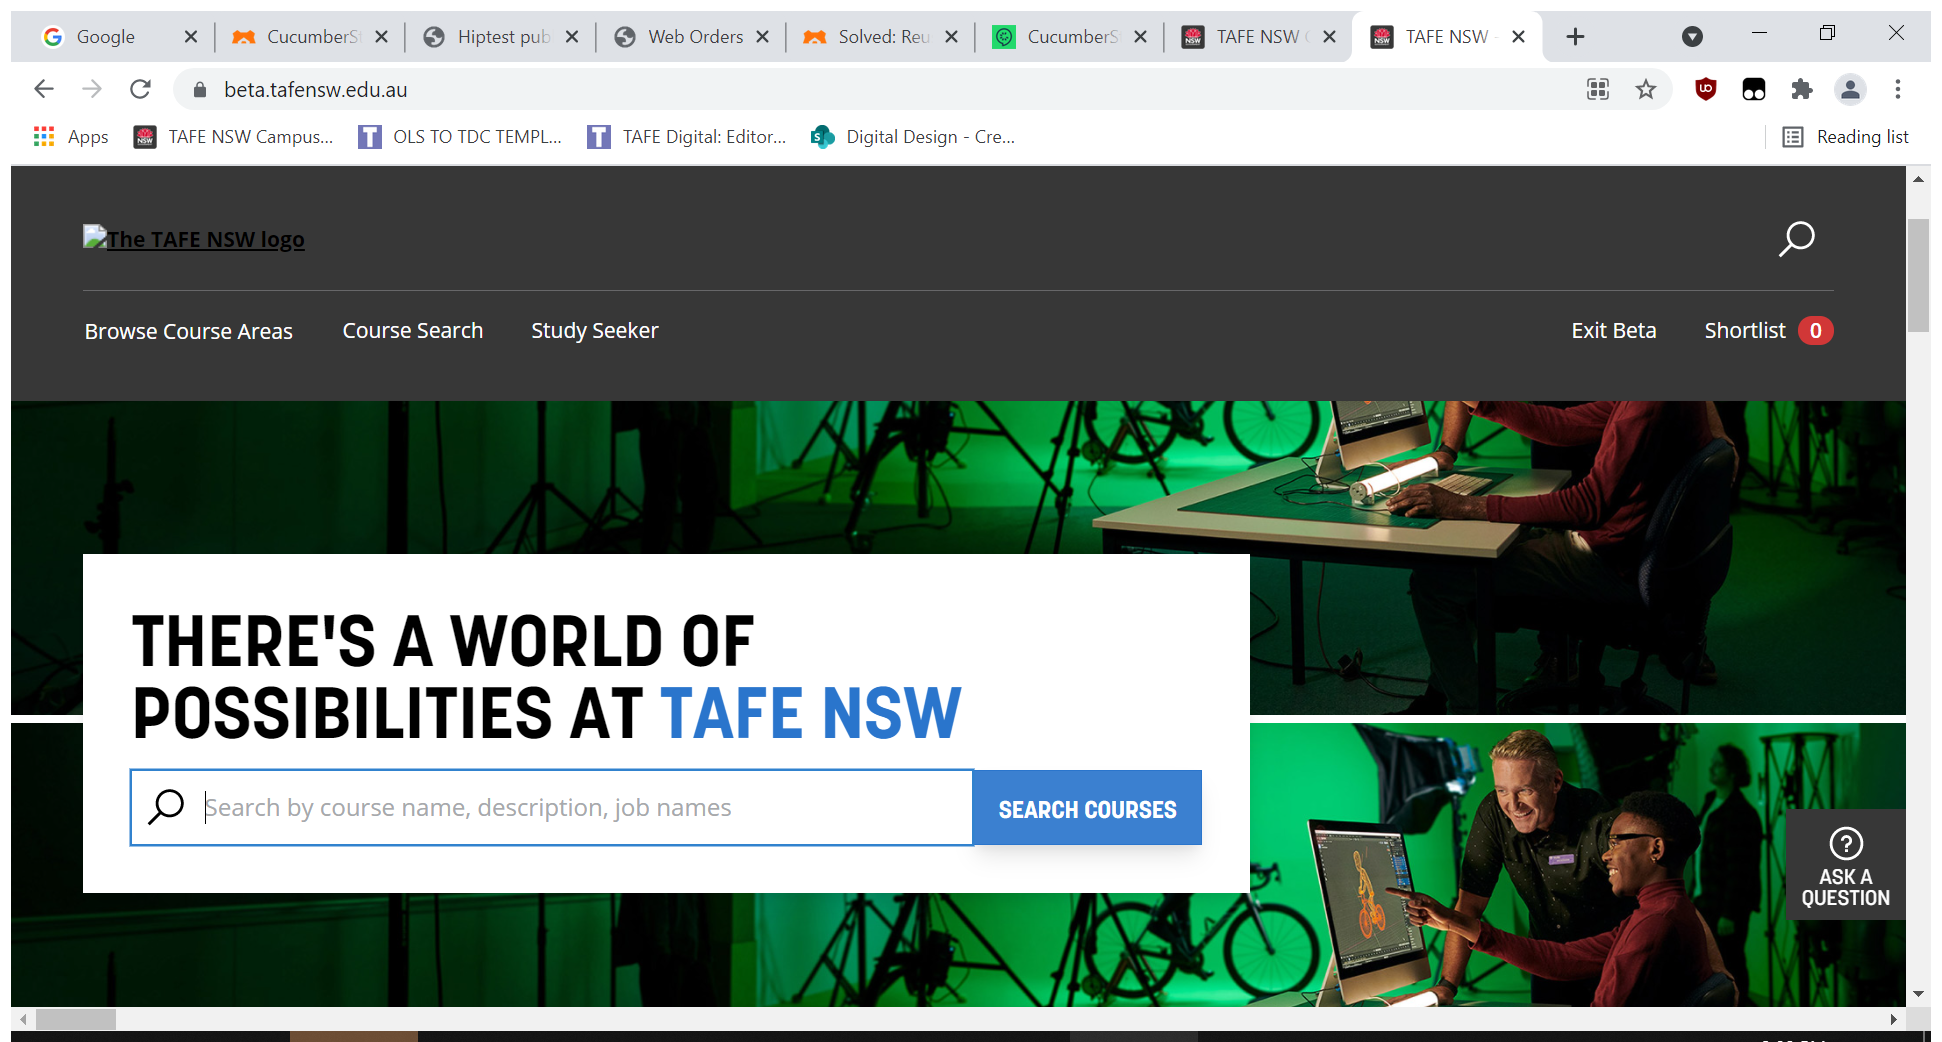 Google
CucumberS
Hiptest pub
Web Orders
Solved: Reu
CucumberS
TAFE NSW
TAFE NSW
beta.tafensw.edu.au
Apps
TAFE NSW Campus...
OLS TO TDC TEMPL...
TAFE Digital: Editor...
Digital Design - Cre...
Reading list
The TAFE NSW logo
Browse Course Areas
Course Search
Study Seeker
Exit Beta
Shortlist 0
THERE'S A WORLD OF
POSSIBILITIES AT TAFE NSW
Search by course name, description, job names
SEARCH COURSES
ASK A
QUESTION